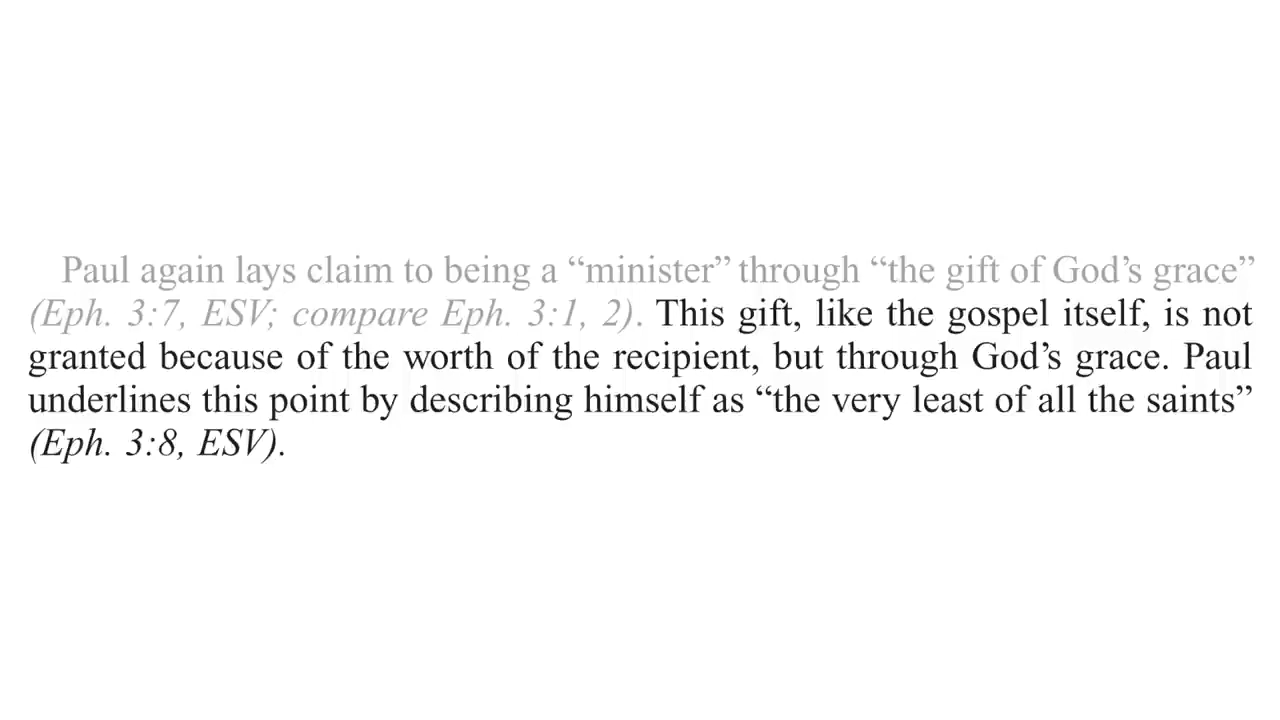 Paul again lays claim to being a “minister” through “the gift of God’s grace”
(Eph. 3:7, ESV; compare Eph. 3:1, 2). This gift, like the gospel itself, is not
granted because of the worth of the recipient, but through God’s grace. Paul
underlines this point by describing himself as “the very least of all the saints”
(Eph. 3:8, ESV).